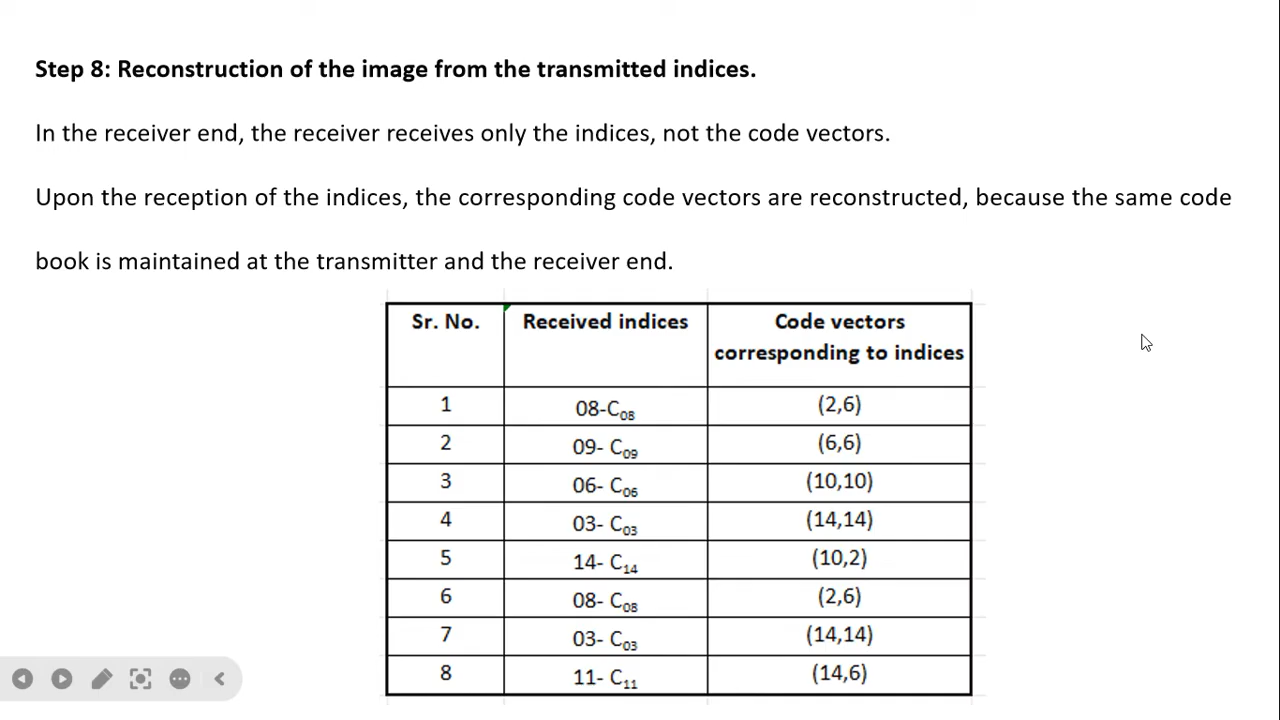 Step 8: Reconstruction of the image from the transmitted indices.
In the receiver end, the receiver receives only the indices, not the code vectors.
Upon the reception of the indices, the corresponding code vectors are reconstructed, because the same code
book is maintained at the transmitter and the receiver end.
Sr. No. Received indices Code vectors
corresponding to indices
1 08-C08 (2,6)
2 09- C09 (6,6)
3 06- C06 (10,10)
4 03- C03 (14,14)
5 14- C14 (10,2)
6 08- C08 (2,6)
7 03- C03 (14,14)
8 11- C11 (14,6)